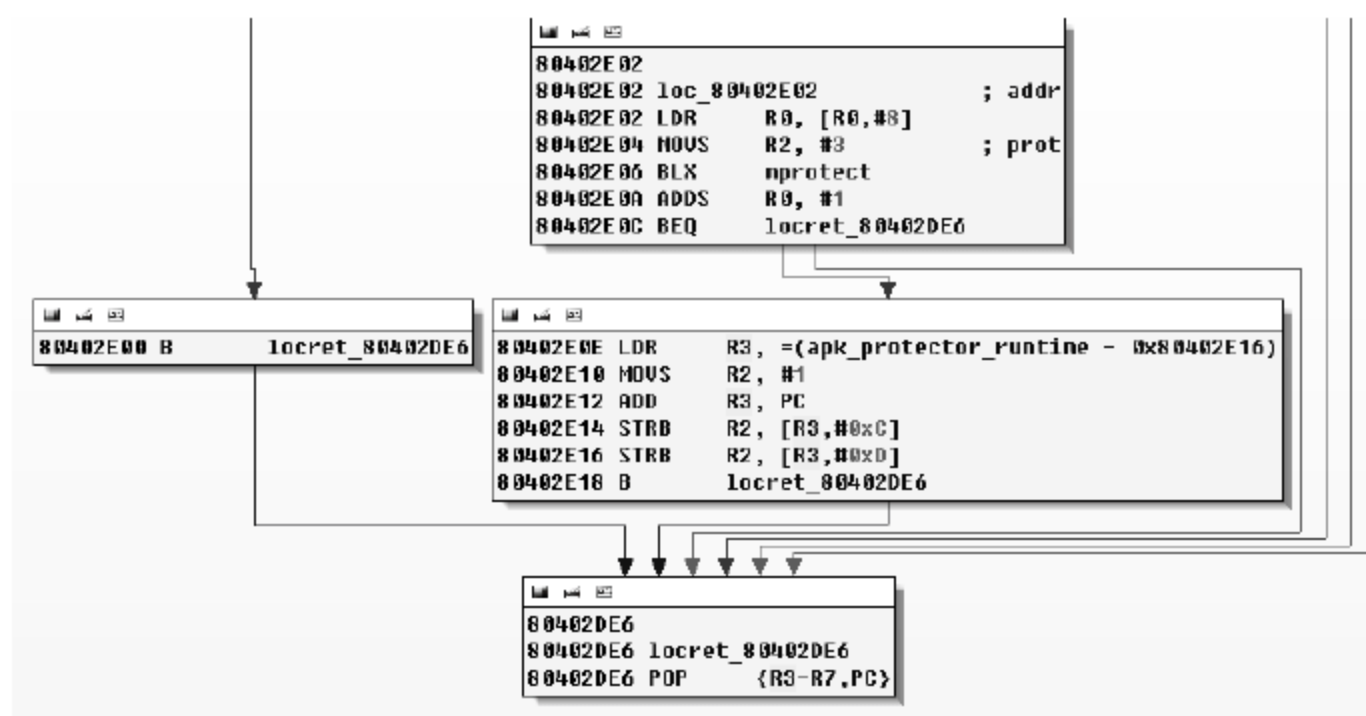 80402E02
80402E02 loc_80402E02 ; addr
80402E02 LDR R0, [R0,#8]
80402E04 MOVS R2, #3 ; prot
80402E06 BLX mprotect
80402E0A ADDS R0, #1
80402E0C BEQ locret_80402DE6
80402E00 B locret_80402DE6
80402E0E LDR R3, =(apk_protector_runtine - 0x80402E16)
80402E10 MOVS R2, #1
80402E12 ADD R3, PC
80402E14 STRB R2, [R3,#0xC]
80402E16 STRB R2, [R3,#0xD]
80402E18 B locret_80402DE6
80402DE6
80402DE6 locret_80402DE6
80402DE6 POP {R3-R7,PC}